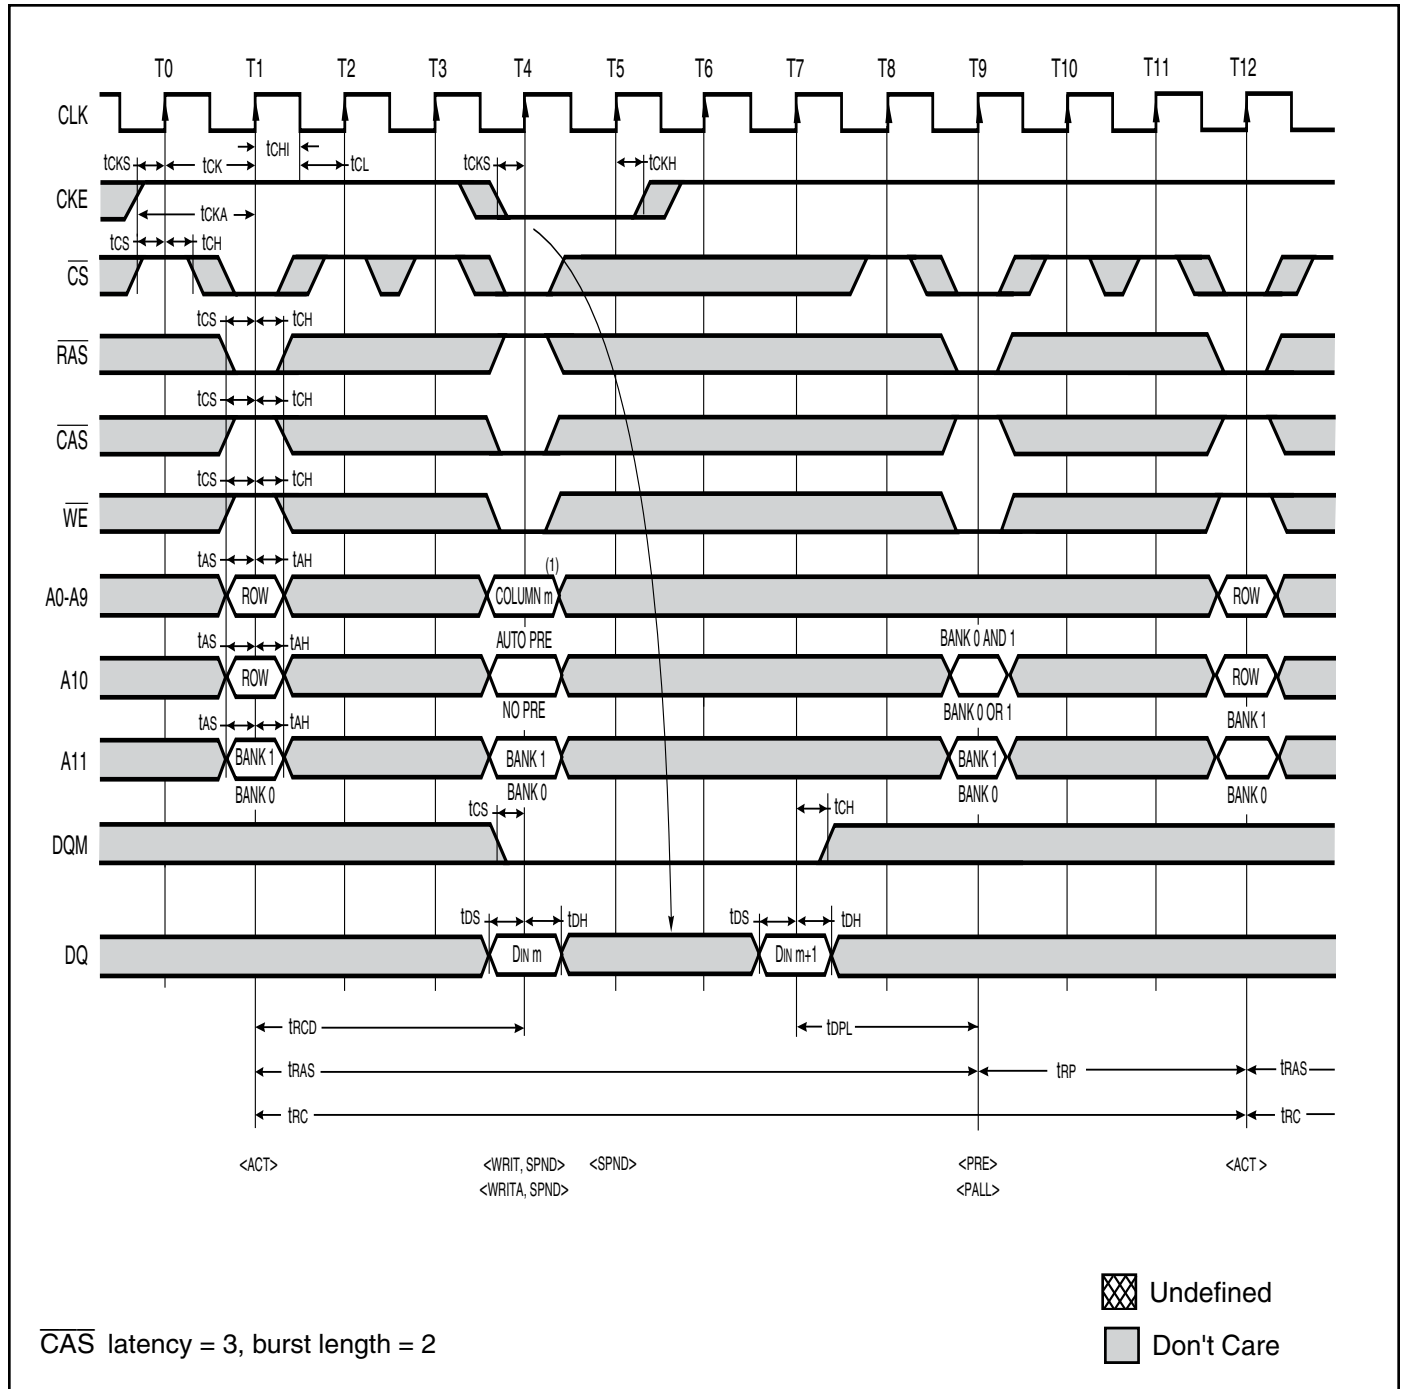 T0 T1 T2 T3 T4 T5 T6 T7 T8 T9 T10 T11 T12
CLK
tCHI
tCKS tCK tCL tCKS tCKH
CKE
tCKA
tCS tCH
CS
tCS tCH
RAS
tCS tCH
CAS
tCS tCH
WE
tAS tAH (1)
A0-A9 ROW COLUMN m ROW
tAS tAH AUTO PRE BANK 0 AND 1
A10 ROW ROW
NO PRE BANK 0 OR 1 BANK 1
tAS tAH
A11 BANK 1 BANK 1 BANK 1
BANK 0 BANK 0 BANK 0 BANK 0
tCS tCH
DQM
tDS tDH tDS tDH
DQ DIN m DIN m+1
tRCD tDPL
tRAS tRP tRAS
tRC tRC
<ACT> <WRIT, SPND> <SPND> <PRE> <ACT >
<WRITA, SPND> <PALL>
Undefined
CAS latency = 3, burst length = 2
Don't Care